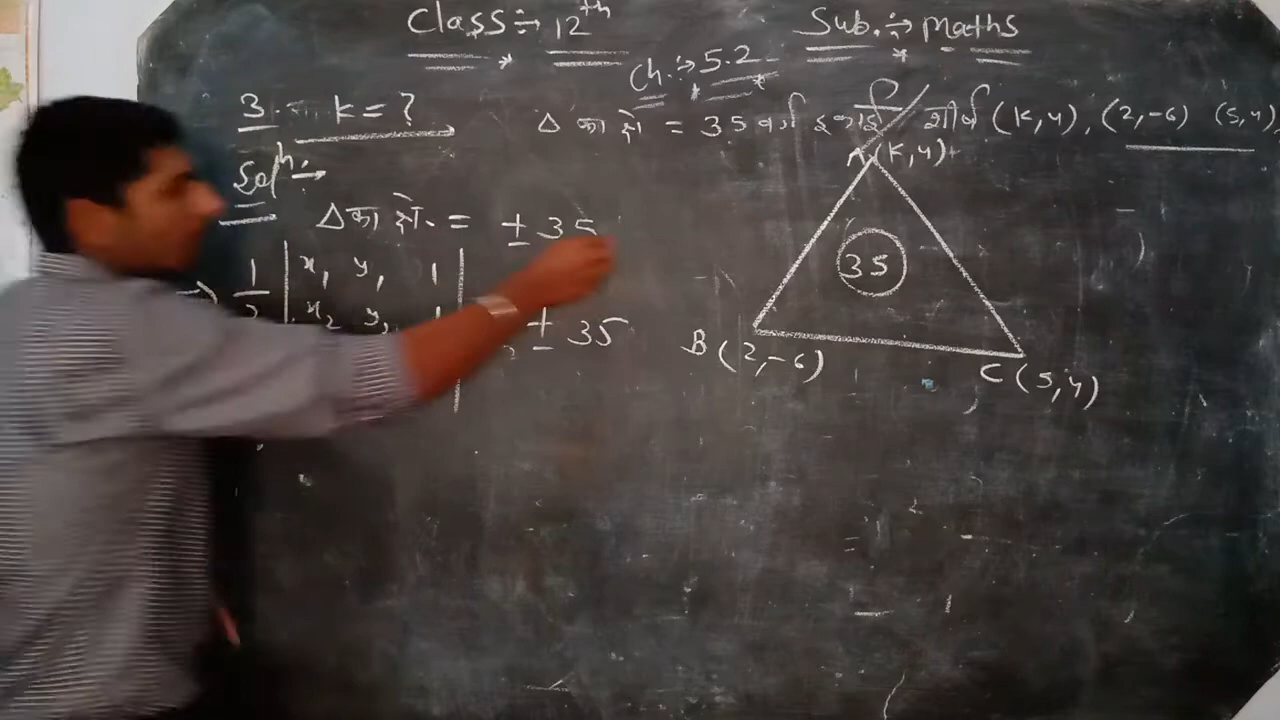 Class÷12th Sub.÷Maths
Ch.÷5.2
3. k=? Δ का क्षे = 35 वर्ग इकाई शीर्ष (k,4), (2,-6) (5,4)
Solⁿ→
Δका क्षे. = ± 35
A(k,4)
35
B(2,-6)
C(5,4)
→ 1/2 | x₁ y₁ 1 |
x₂ y₂ 1 ± 35